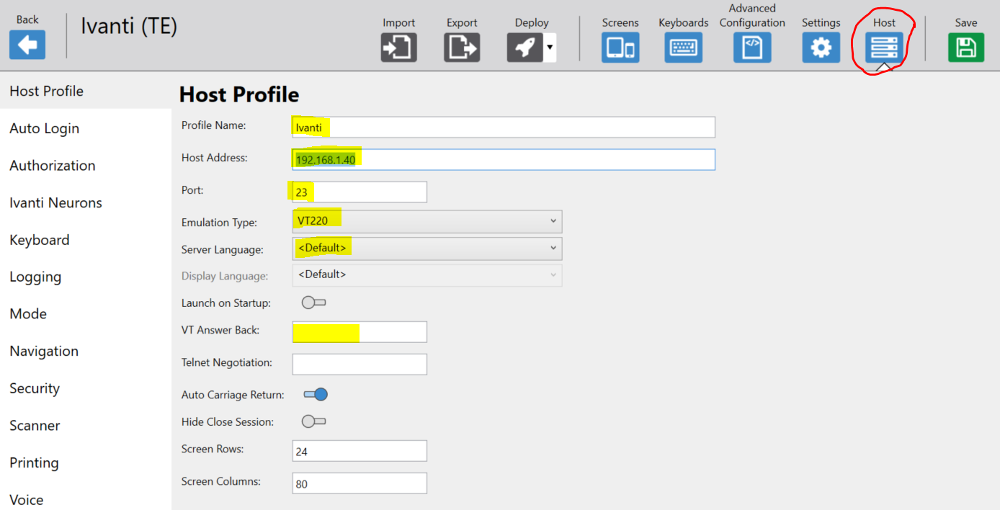 Back
Ivanti (TE)
Import
Export
Deploy
Screens
Keyboards
Advanced
Configuration
Settings
Host
Save
Host Profile
Auto Login
Authorization
Ivanti Neurons
Keyboard
Logging
Mode
Navigation
Security
Scanner
Printing
Voice
Host Profile
Profile Name: Ivanti
Host Address: 192.168.1.40
Port: 23
Emulation Type: VT220
Server Language: <Default>
Display Language: <Default>
Launch on Startup:
VT Answer Back:
Telnet Negotiation:
Auto Carriage Return:
Hide Close Session:
Screen Rows: 24
Screen Columns: 80